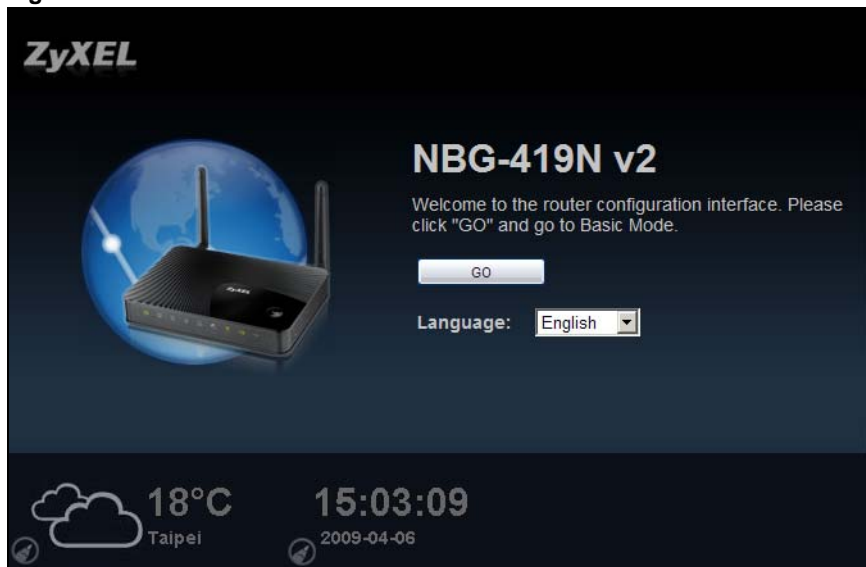 ZyXEL
NBG-419N v2
Welcome to the router configuration interface. Please
click "GO" and go to Basic Mode.
GO
Language: English
18°C
Taipei
15:03:09
2009-04-06